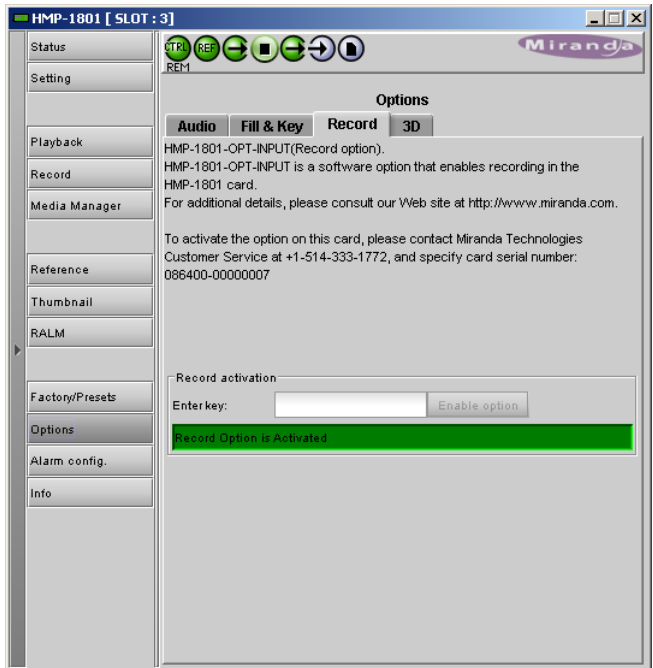 HMP-1801 [ SLOT : 3]
Status
Setting
Playback
Record
Media Manager
Reference
Thumbnail
RALM
Factory/Presets
Options
Alarm config.
Info
CTRL
REM
REF
Miranda
Options
Audio
Fill & Key
Record
3D
HMP-1801-OPT-INPUT(Record option).
HMP-1801-OPT-INPUT is a software option that enables recording in the
HMP-1801 card.
For additional details, please consult our Web site at http://www.miranda.com.
To activate the option on this card, please contact Miranda Technologies
Customer Service at +1-514-333-1772, and specify card serial number:
086400-00000007
Record activation
Enter key:
Enable option
Record Option is Activated